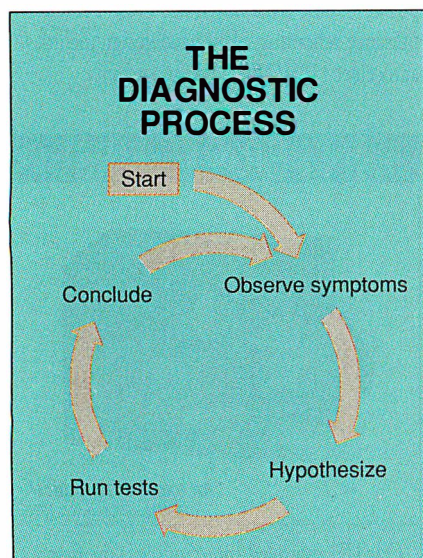 THE
DIAGNOSTIC
PROCESS
Start
Observe symptoms
Hypothesize
Run tests
Conclude